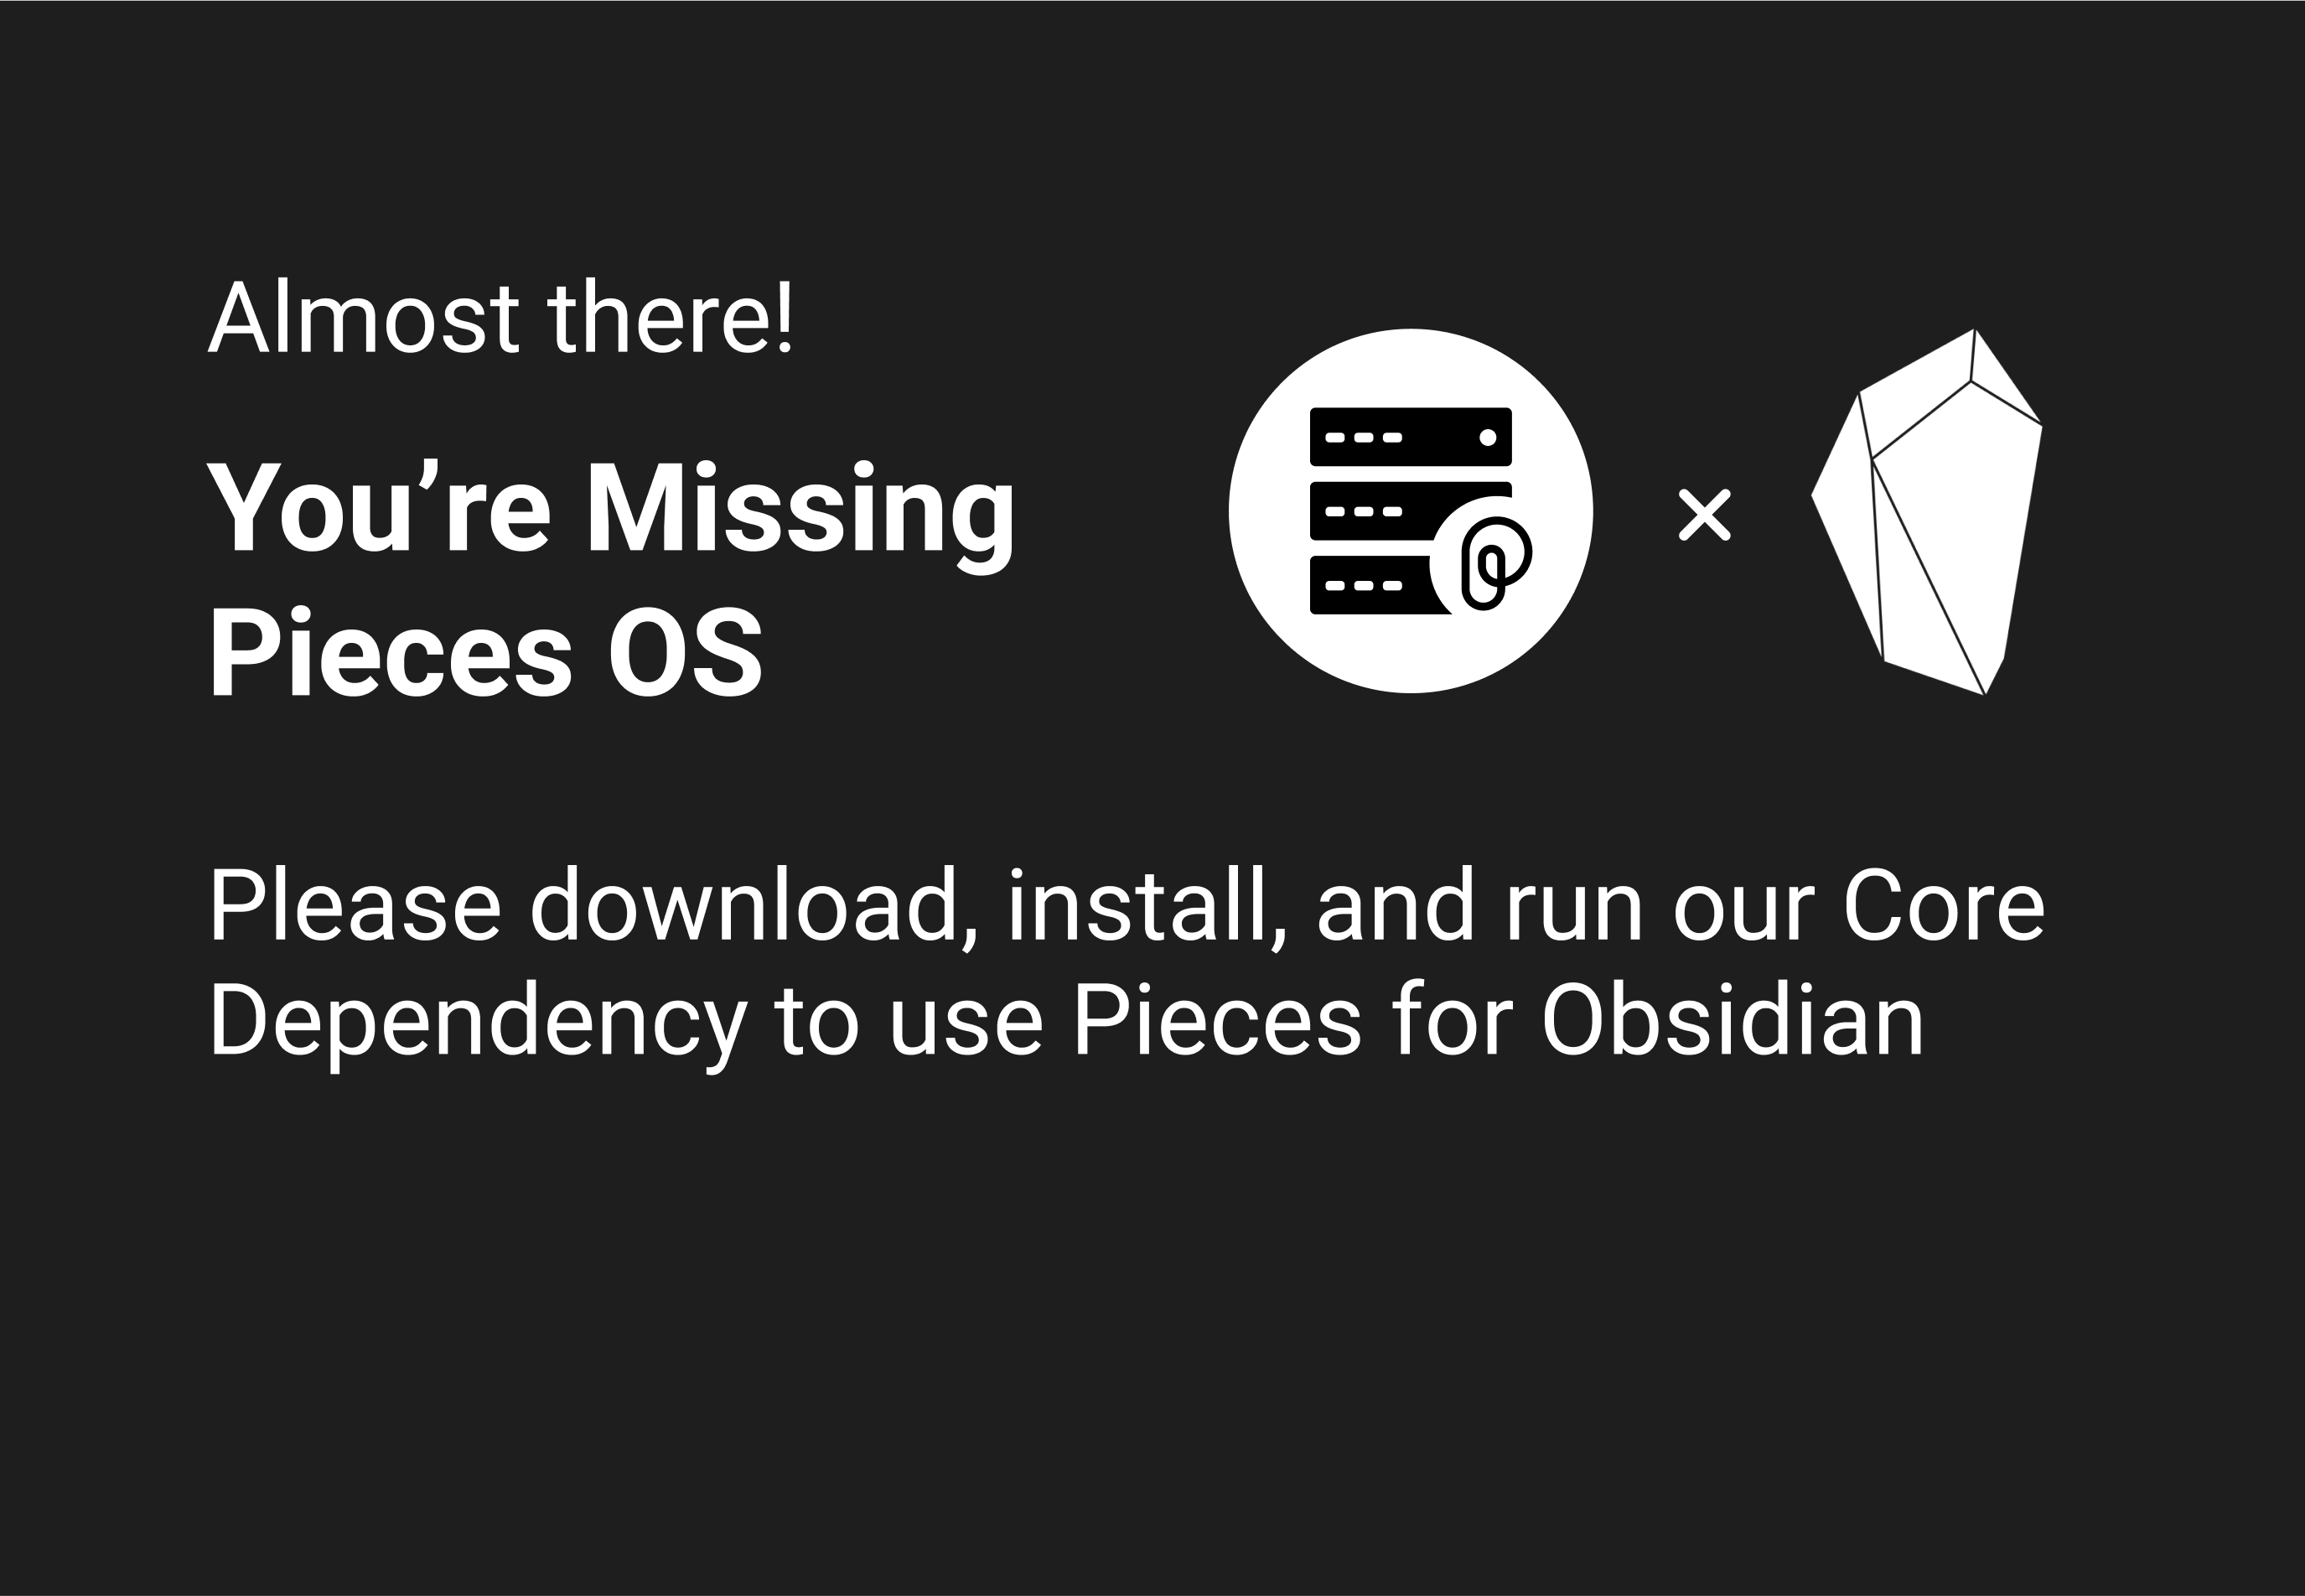 Almost there!
You’re Missing
Pieces OS
Please download, install, and run our Core
Dependency to use Pieces for Obsidian